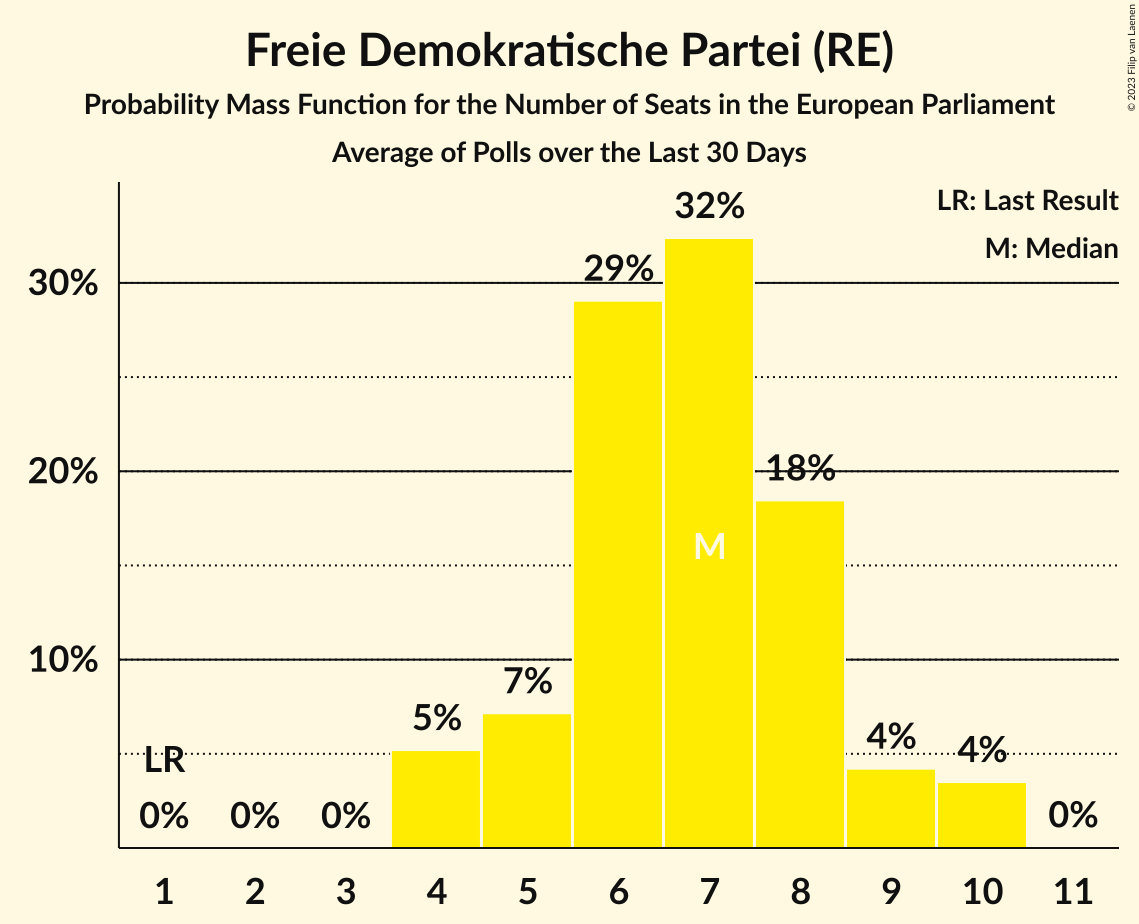 Freie Demokratische Partei (RE)
Probability Mass Function for the Number of Seats in the European Parliament
Average of Polls over the Last 30 Days
© 2023 Filip van Laenen
LR: Last Result
M: Median
30%
20%
10%
LR
0%
0%
0%
5%
7%
29%
32%
M
18%
4%
4%
0%
1 2 3 4 5 6 7 8 9 10 11